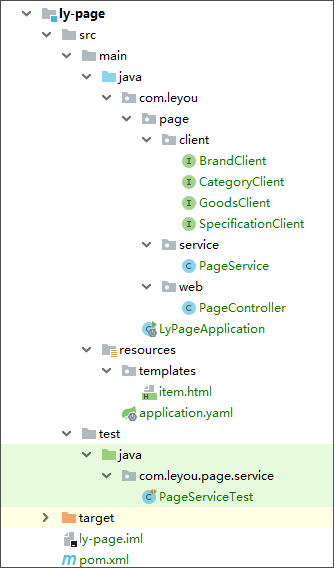 ly-page
src
main
java
com.leyou
page
client
BrandClient
CategoryClient
GoodsClient
SpecificationClient
service
PageService
web
PageController
LyPageApplication
resources
templates
item.html
application.yaml
test
java
com.leyou.page.service
PageServiceTest
target
ly-page.iml
pom.xml